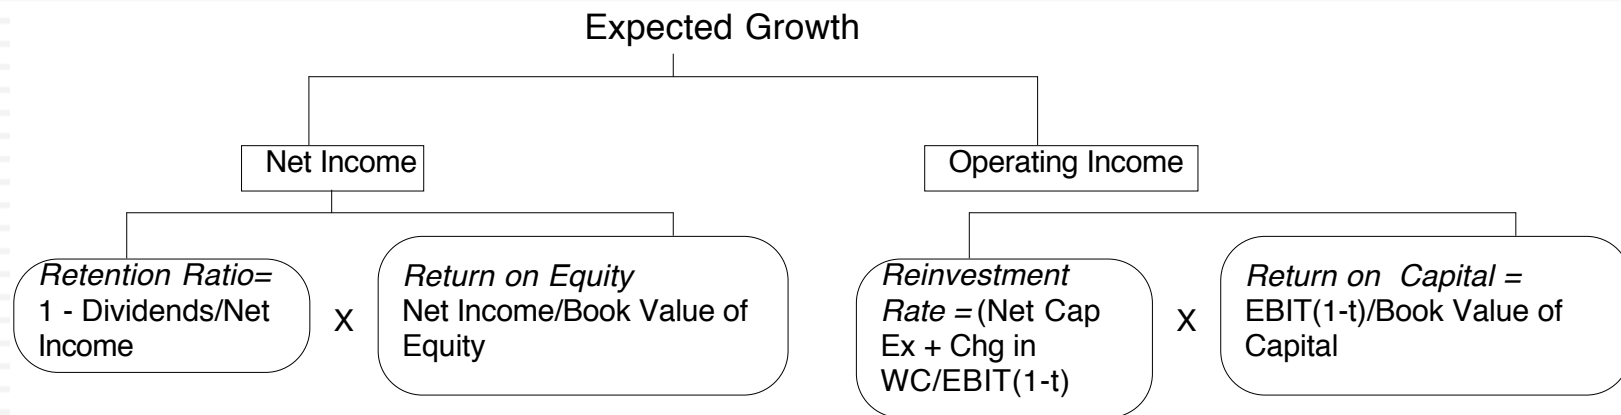 Expected Growth
Net Income
Operating Income
Retention Ratio=
1 - Dividends/Net
Income
X
Return on Equity
Net Income/Book Value of
Equity
Reinvestment
Rate = (Net Cap
Ex + Chg in
WC/EBIT(1-t)
X
Return on Capital =
EBIT(1-t)/Book Value of
Capital